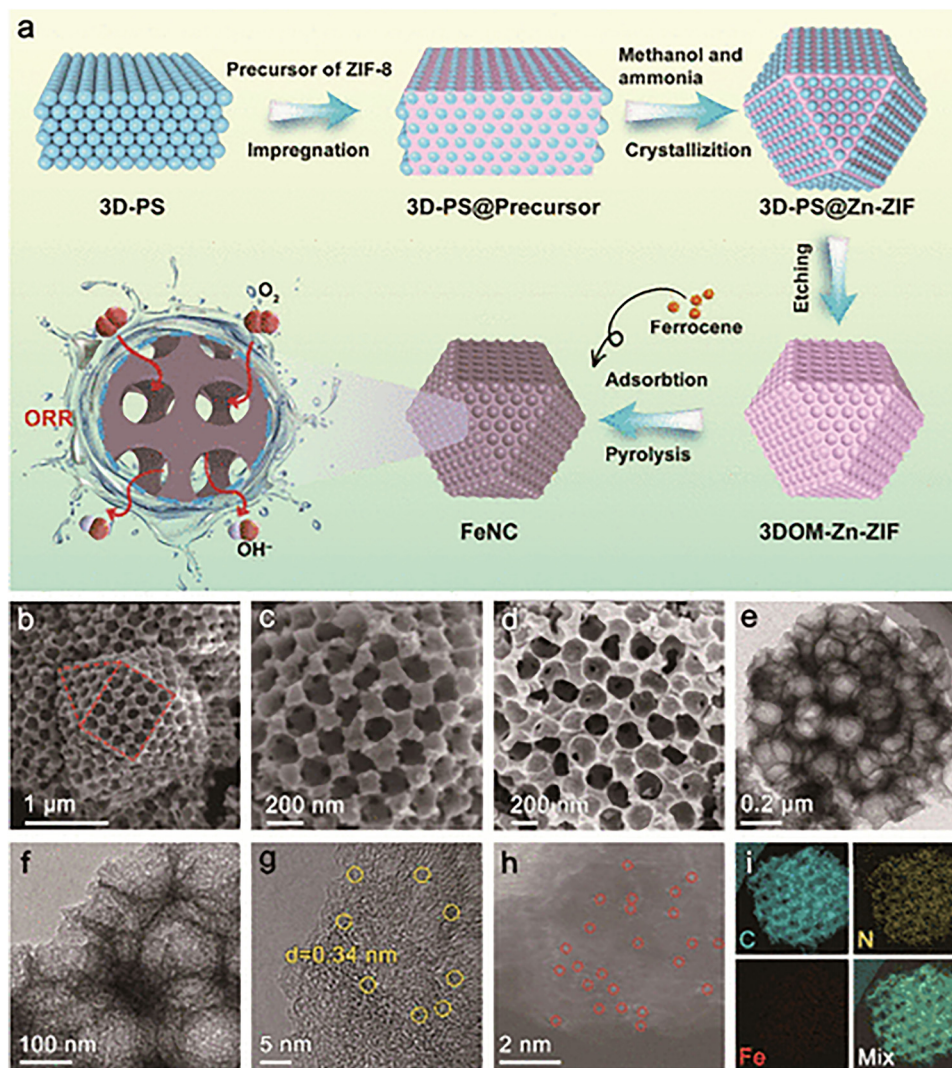 a
Precursor of ZIF-8
Impregnation
Methanol and
ammonia
Crystallizition
3D-PS
3D-PS@Precursor
3D-PS@Zn-ZIF
Etching
O2
Ferrocene
Adsorbtion
ORR
Pyrolysis
OH−
FeNC
3DOM-Zn-ZIF
b
1 μm
c
200 nm
d
200 nm
e
0.2 μm
f
100 nm
g
d=0.34 nm
5 nm
h
2 nm
i
C
N
Fe
Mix